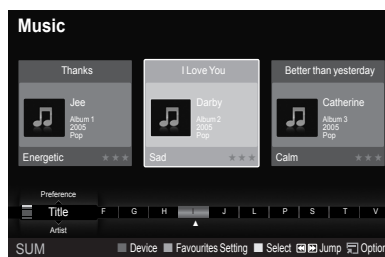 Music
Thanks
Jee
Album 1
2005
Pop
Energetic
I Love You
Darby
Album 2
2005
Pop
Sad
Better than yesterday
Catherine
Album 3
2005
Pop
Calm
Preference
Title
Artist
F G H I J L P S T V
SUM Device Favourites Setting Select Jump Option